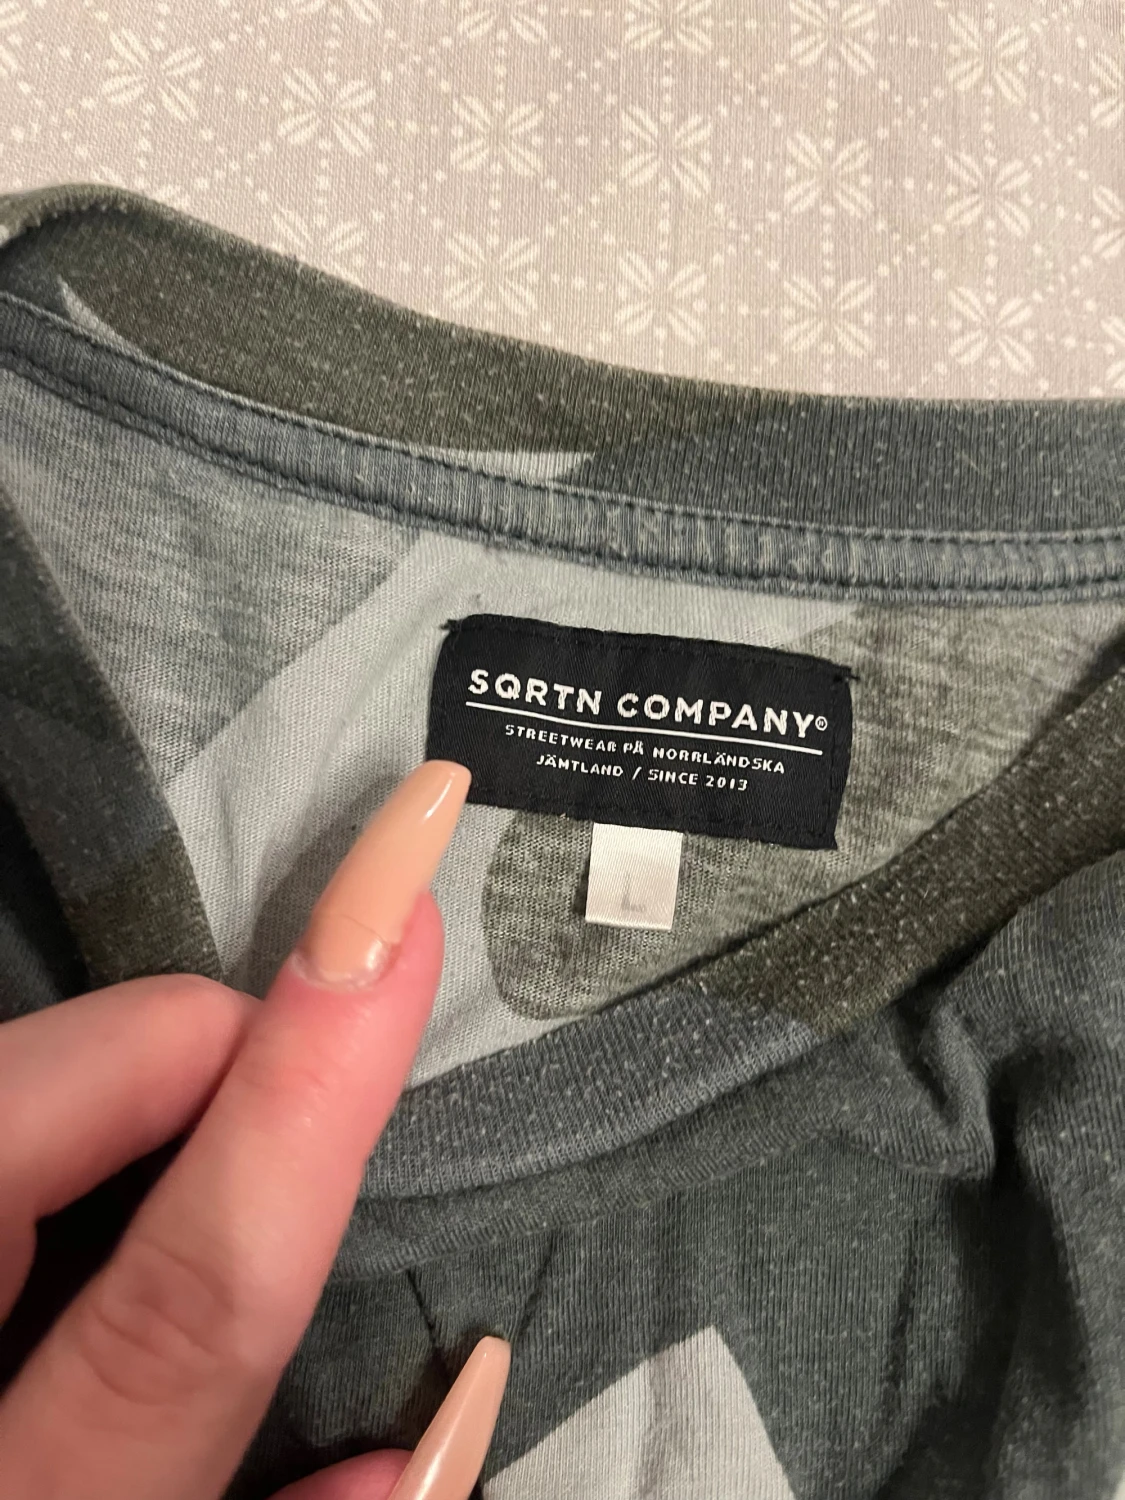 SQRTN COMPANY®
STREETWEAR PÅ NORRLÄNDSKA
JÄMTLAND / SINCE 2013
L